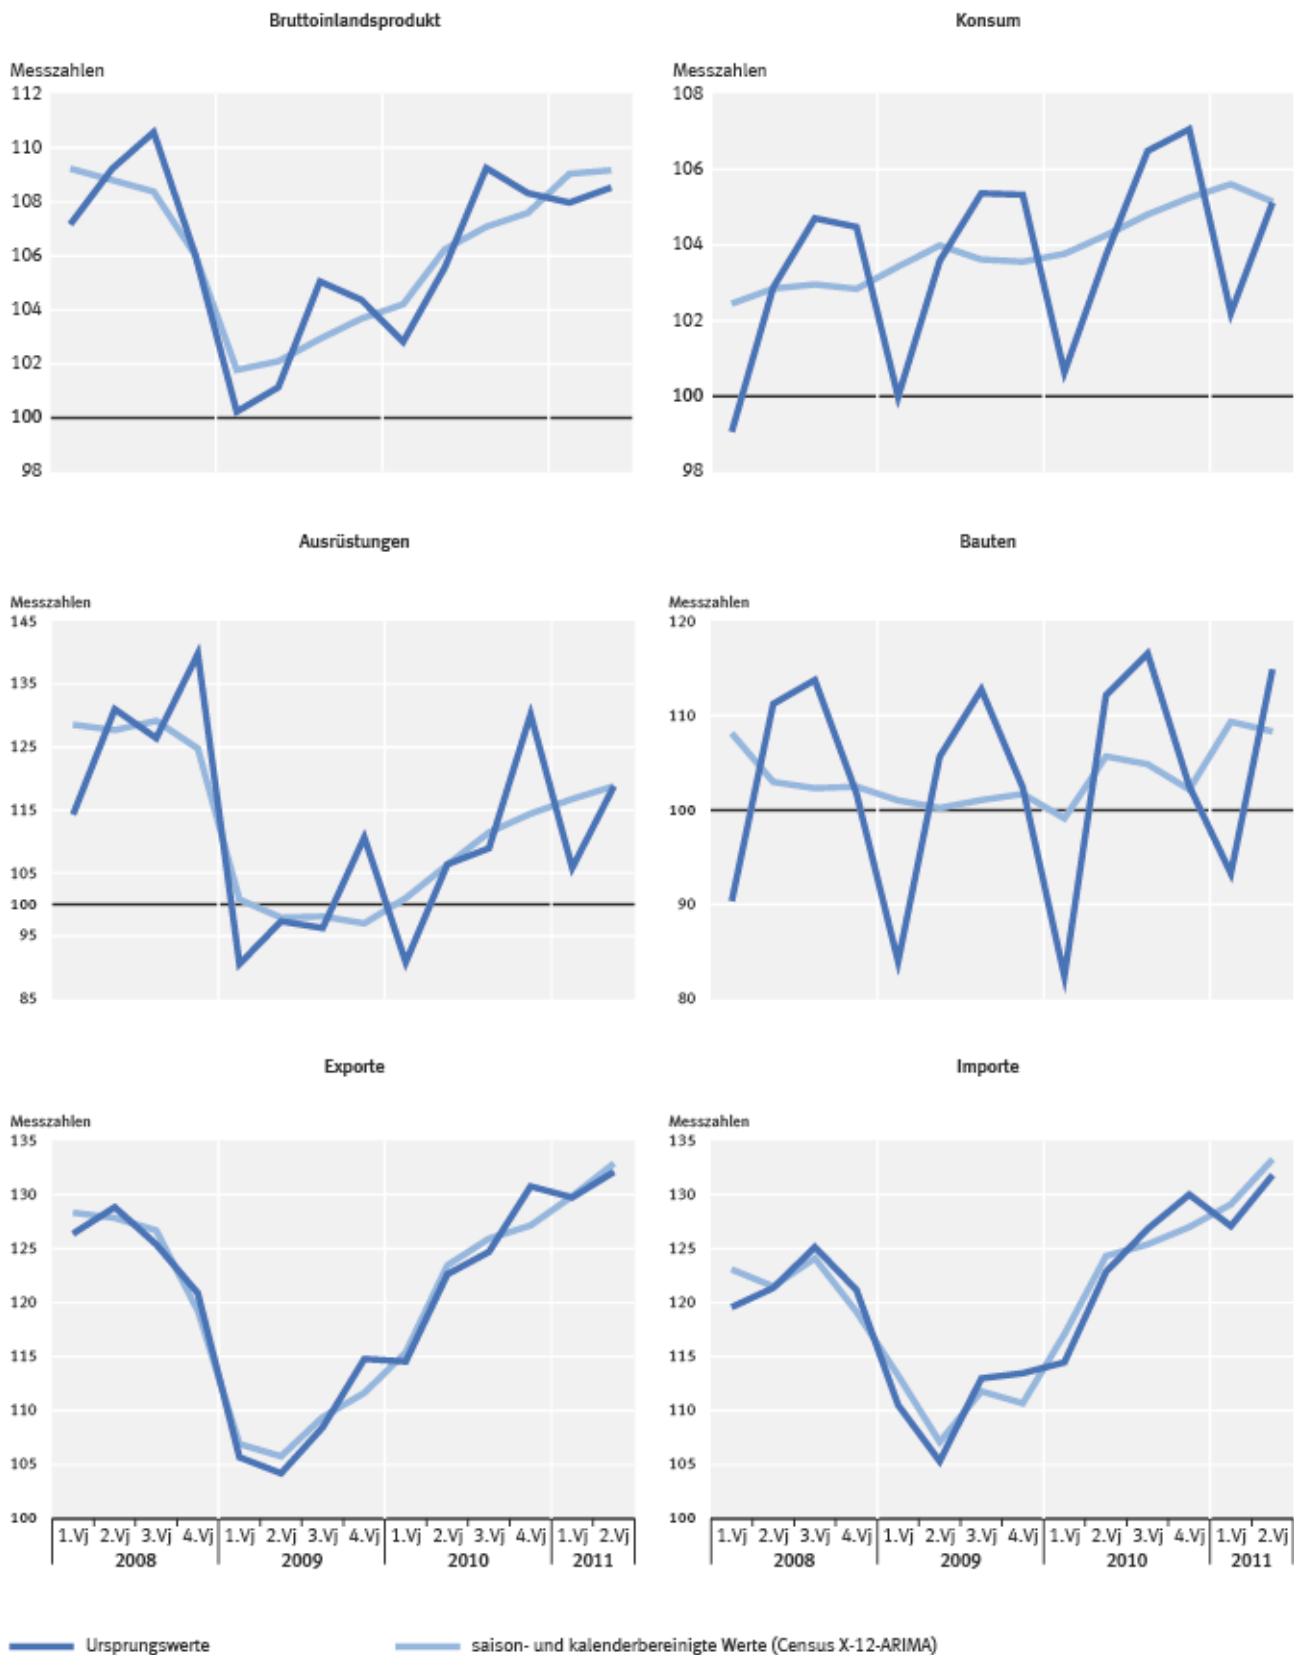 Bruttoinlandsprodukt
Messzahlen
112
110
108
106
104
102
100
98
Konsum
Messzahlen
108
106
104
102
100
98
Ausrüstungen
Messzahlen
145
135
125
115
105
100
95
85
Bauten
Messzahlen
120
110
100
90
80
Exporte
Messzahlen
135
130
125
120
115
110
105
100
1.Vj 2.Vj 3.Vj 4.Vj 1.Vj 2.Vj 3.Vj 4.Vj 1.Vj 2.Vj 3.Vj 4.Vj 1.Vj 2.Vj
2008 2009 2010 2011
Importe
Messzahlen
135
130
125
120
115
110
105
100
1.Vj 2.Vj 3.Vj 4.Vj 1.Vj 2.Vj 3.Vj 4.Vj 1.Vj 2.Vj 3.Vj 4.Vj 1.Vj 2.Vj
2008 2009 2010 2011
Ursprungswerte
saison- und kalenderbereinigte Werte (Census X-12-ARIMA)